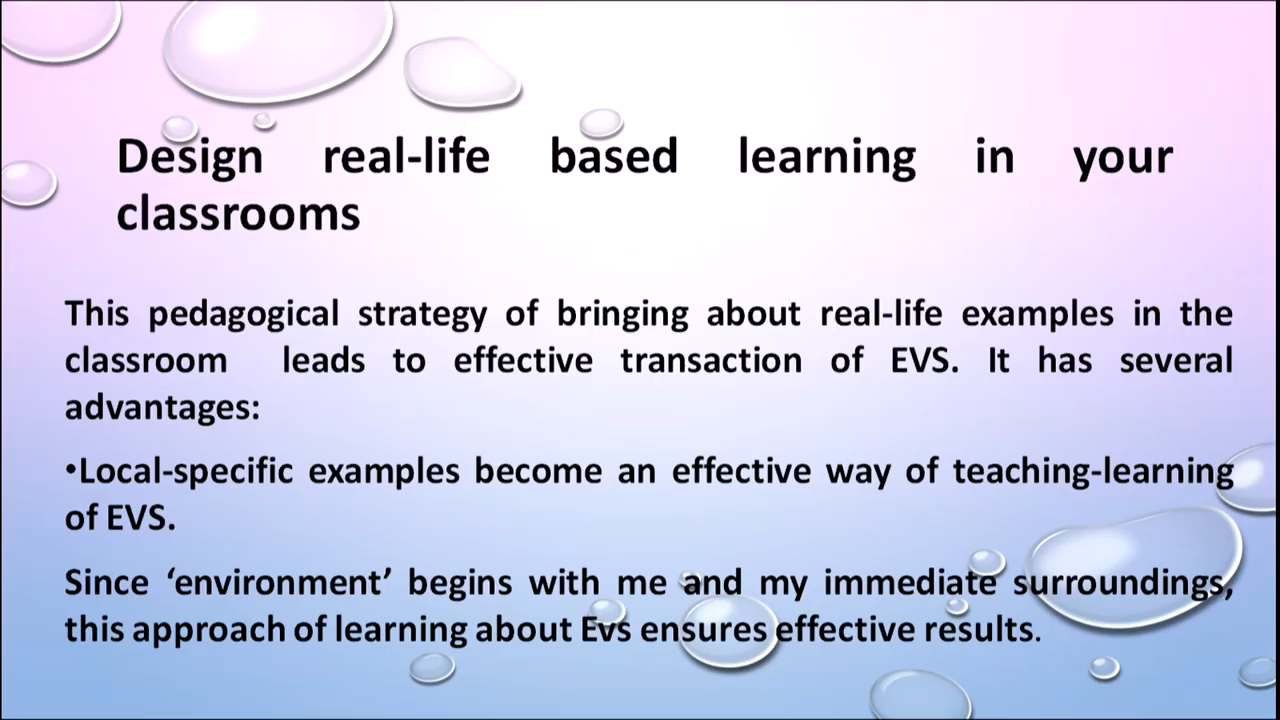 Design real-life based learning in your
classrooms
This pedagogical strategy of bringing about real-life examples in the
classroom leads to effective transaction of EVS. It has several
advantages:
•Local-specific examples become an effective way of teaching-learning
of EVS.
Since ‘environment’ begins with me and my immediate surroundings,
this approach of learning about Evs ensures effective results.